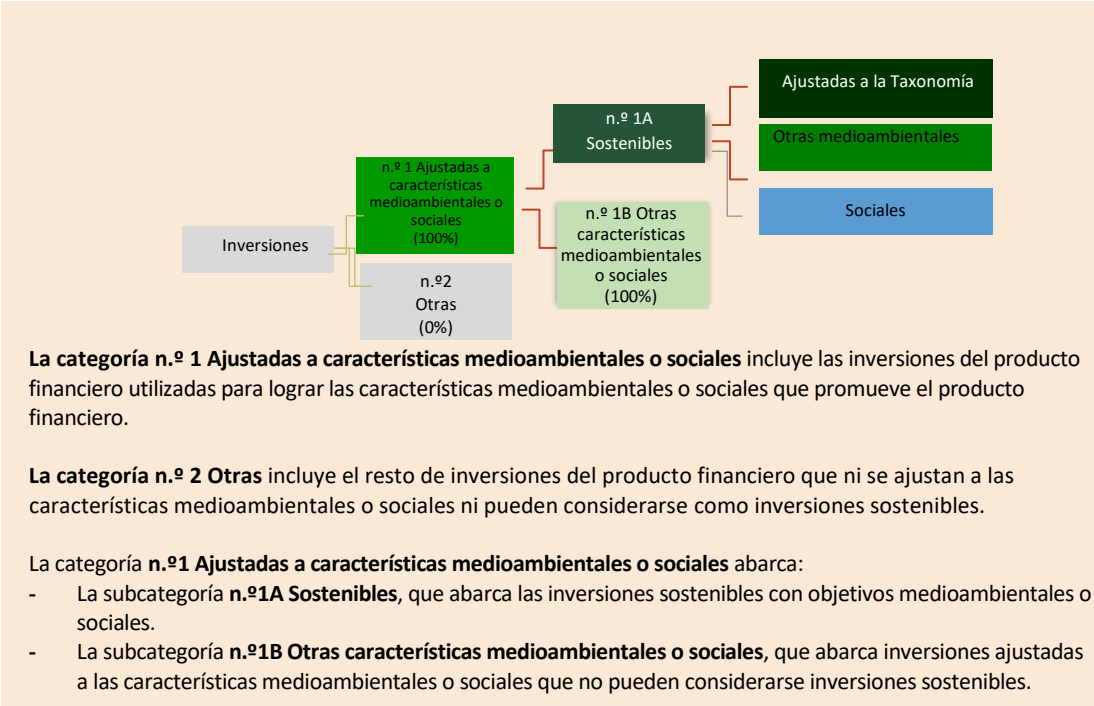 Ajustadas a la Taxonomía
n.º 1A
Sostenibles
Otras medioambientales
n.º 1 Ajustadas a
características
medioambientales o
sociales
(100%)
Sociales
n.º 1B Otras
características
medioambientales
o sociales
(100%)
Inversiones
n.º2
Otras
(0%)
La categoría n.º 1 Ajustadas a características medioambientales o sociales incluye las inversiones del producto
financiero utilizadas para lograr las características medioambientales o sociales que promueve el producto
financiero.
La categoría n.º 2 Otras incluye el resto de inversiones del producto financiero que ni se ajustan a las
características medioambientales o sociales ni pueden considerarse como inversiones sostenibles.
La categoría n.º1 Ajustadas a características medioambientales o sociales abarca:
- La subcategoría n.º1A Sostenibles, que abarca las inversiones sostenibles con objetivos medioambientales o
sociales.
- La subcategoría n.º1B Otras características medioambientales o sociales, que abarca inversiones ajustadas
a las características medioambientales o sociales que no pueden considerarse inversiones sostenibles.